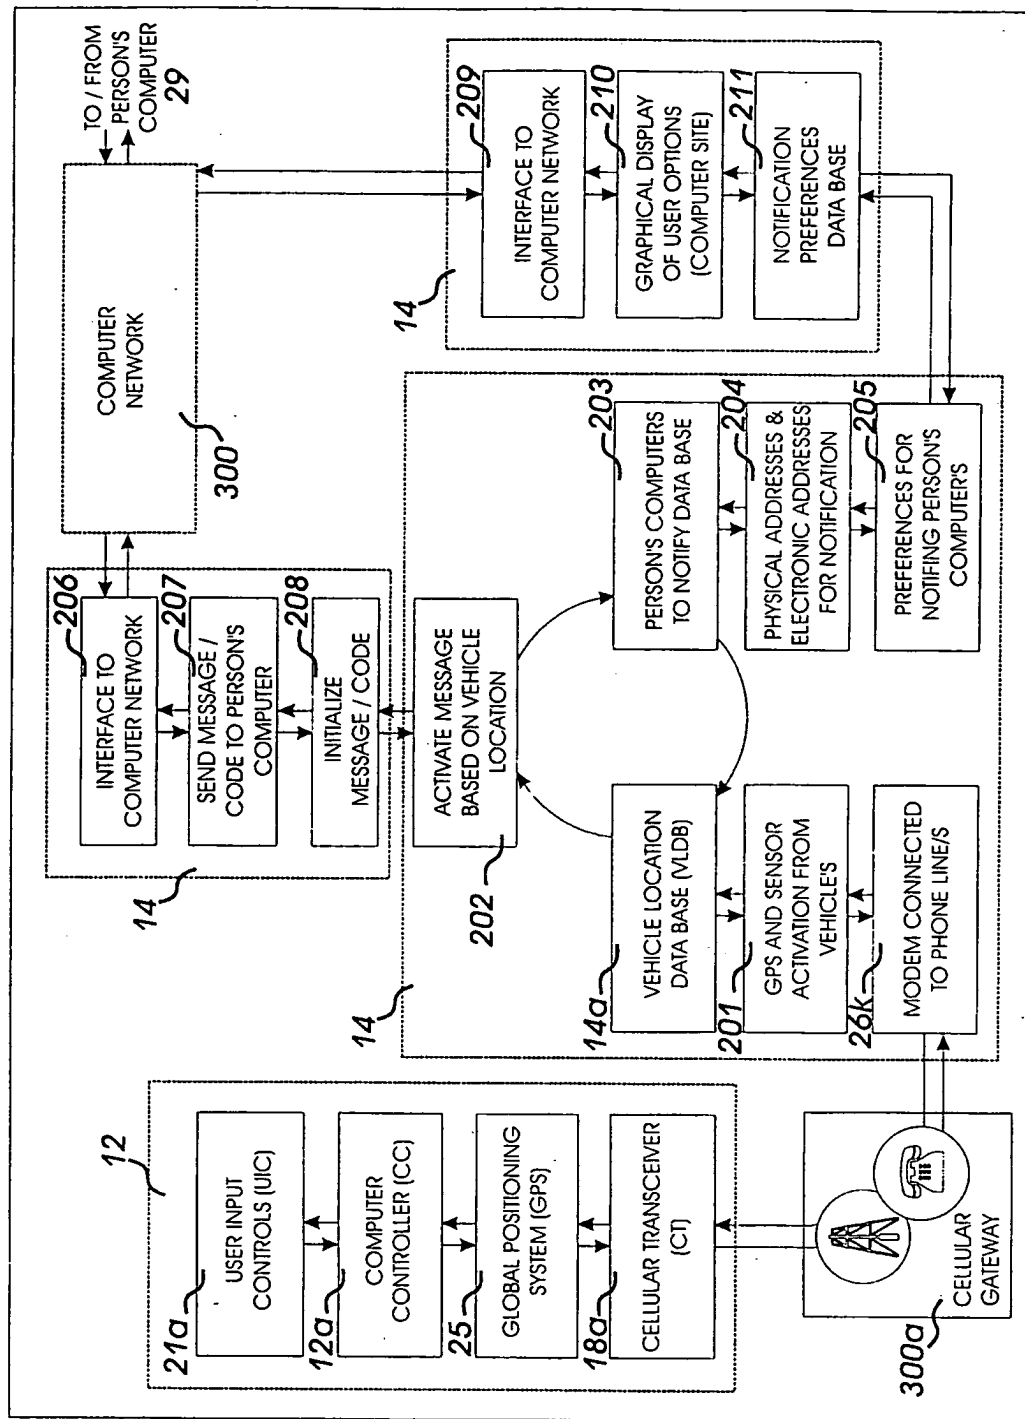 12
21a
USER INPUT
CONTROLS (UIC)
12a
COMPUTER
CONTROLLER (CC)
25
GLOBAL POSITIONING
SYSTEM (GPS)
18a
CELLULAR TRANSCEIVER
(CT)
300a
CELLULAR
GATEWAY
14
206
INTERFACE TO
COMPUTER NETWORK
207
SEND MESSAGE /
CODE TO PERSON'S
COMPUTER
208
INITIALIZE
MESSAGE / CODE
14
202
ACTIVATE MESSAGE
BASED ON VEHICLE
LOCATION
14a
VEHICLE LOCATION
DATA BASE (VLDB)
201
GPS AND SENSOR
ACTIVATION FROM
VEHICLE'S
26k
MODEM CONNECTED
TO PHONE LINE/S
203
PERSON'S COMPUTERS
TO NOTIFY DATA BASE
204
PHYSICAL ADDRESSES &
ELECTRONIC ADDRESSES
FOR NOTIFICATION
205
PREFERENCES FOR
NOTIFYING PERSON'S
COMPUTER'S
300
COMPUTER
NETWORK
TO / FROM
PERSON'S
COMPUTER
29
14
209
INTERFACE TO
COMPUTER NETWORK
210
GRAPHICAL DISPLAY
OF USER OPTIONS
(COMPUTER SITE)
211
NOTIFICATION
PREFERENCES
DATA BASE